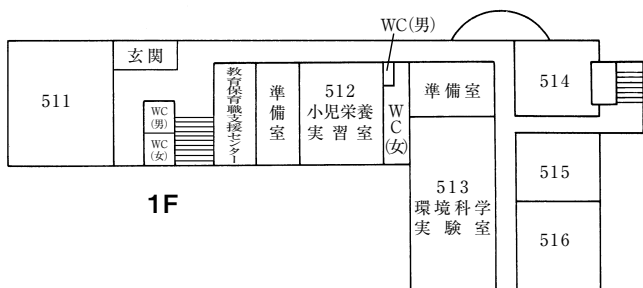 WC(男)
玄関
511
WC
(男)
WC
(女)
教育保育職支援センター
準備室
512
小児栄養
実習室
WC(女)
準備室
514
513
環境科学
実験室
515
516
1F